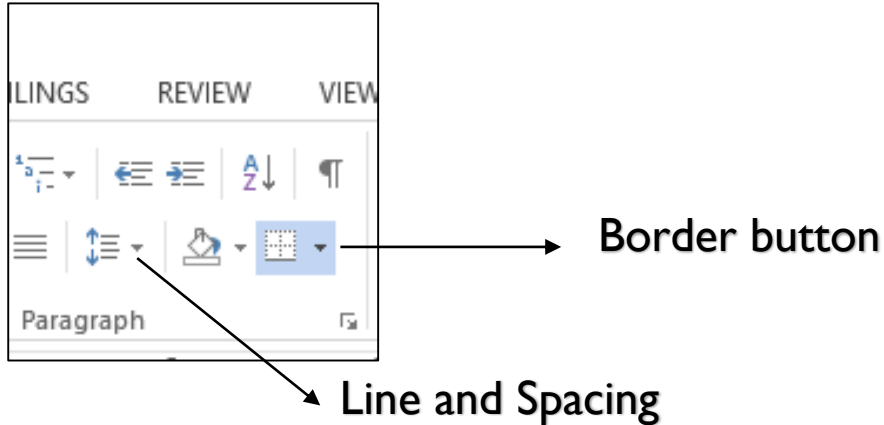 ILINGS REVIEW VIEW
Border button
Paragraph
Line and Spacing